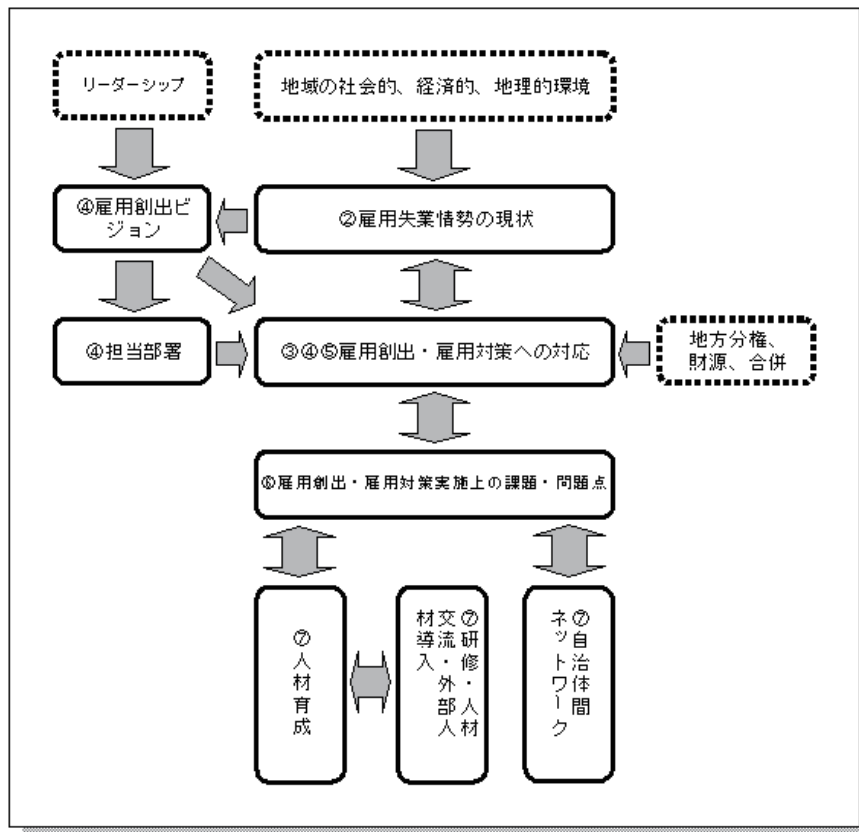 リーダーシップ
地域の社会的、経済的、地理的環境
④雇用創出ビ
ジョン
②雇用失業情勢の現状
④担当部署
③④⑤雇用創出・雇用対策への対応
地方分権、
財源、合併
⑥雇用創出・雇用対策実施上の課題・問題点
⑦人材育成
⑦研修・人材
交流・外部人
材導入
⑦自治体間
ネットワーク